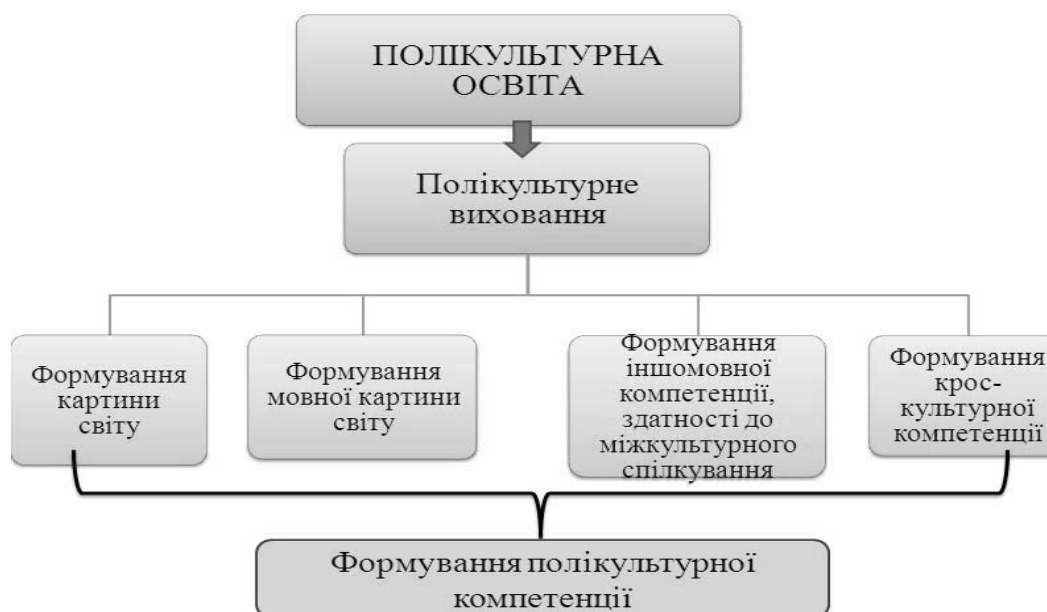 ПОЛІКУЛЬТУРНА
ОСВІТА
Полікультурне
виховання
Формування
картини
світу
Формування
мовної картини
світу
Формування
іншомовної
компетенції,
здатності до
міжкультурного
спілкування
Формування
крос-
культурної
компетенції
Формування полікультурної
компетенції